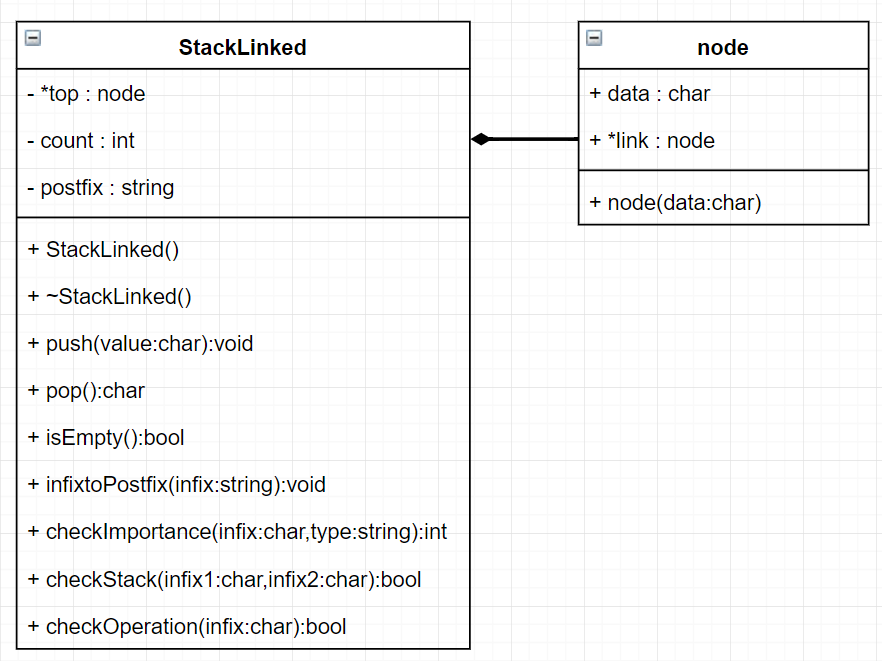 StackLinked
- *top : node
- count : int
- postfix : string
+ StackLinked()
+ ~StackLinked()
+ push(value:char):void
+ pop():char
+ isEmpty():bool
+ infixtoPostfix(infix:string):void
+ checkImportance(infix:char,type:string):int
+ checkStack(infix1:char,infix2:char):bool
+ checkOperation(infix:char):bool
node
+ data : char
+ *link : node
+ node(data:char)